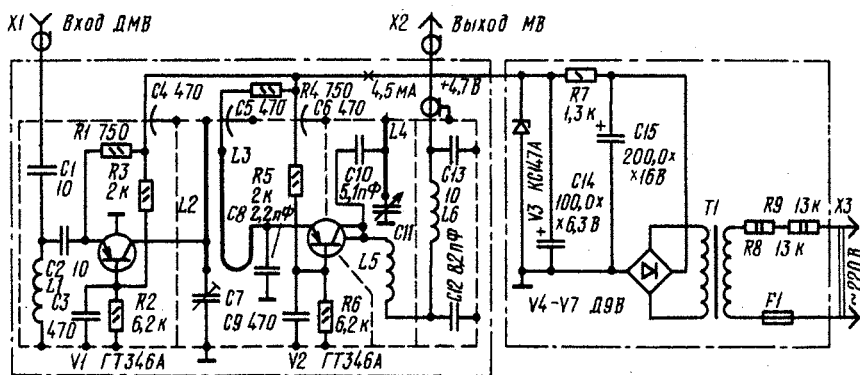 X1 Вход ДМВ
X2 Выход МВ
C4 470
R4 750
4,5 мА
+4,7 В
R7
1,3 к
C5 470
C6 470
R1 750
C1
10
R3
2 к
L2
L3
R5
2 к
C8 2,2 пФ
C10
5,1 пФ
L4
C13
10
L6
C11
V3 КС147А
C14
100,0×
×6,3 В
C15
200,0×
×16 В
T1
R9 13 к
R8 13 к
X3
~220 В
F1
C2 10
L1
C3
470
R2
6,2 к
C7
C9 470
R6
6,2 к
L5
C12 8,2 пФ
V4-V7 Д9В
V1 ГТ346А
V2 ГТ346А